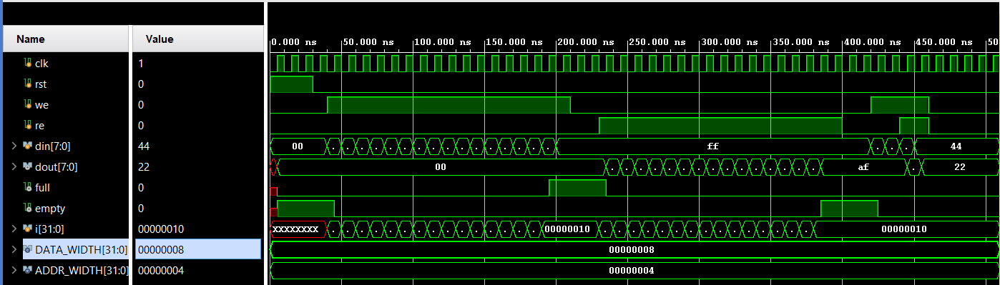 Name Value
0.000 ns 50.000 ns 100.000 ns 150.000 ns 200.000 ns 250.000 ns 300.000 ns 350.000 ns 400.000 ns 450.000 ns 50
clk 1
rst 0
we 0
re 0
din[7:0] 44 00 ff 44
dout[7:0] 22 00 af 22
full 0
empty 0
i[31:0] 00000010 xxxxxxxx 00000010 00000010
DATA_WIDTH[31:0] 00000008 00000008
ADDR_WIDTH[31:0] 00000004 00000004